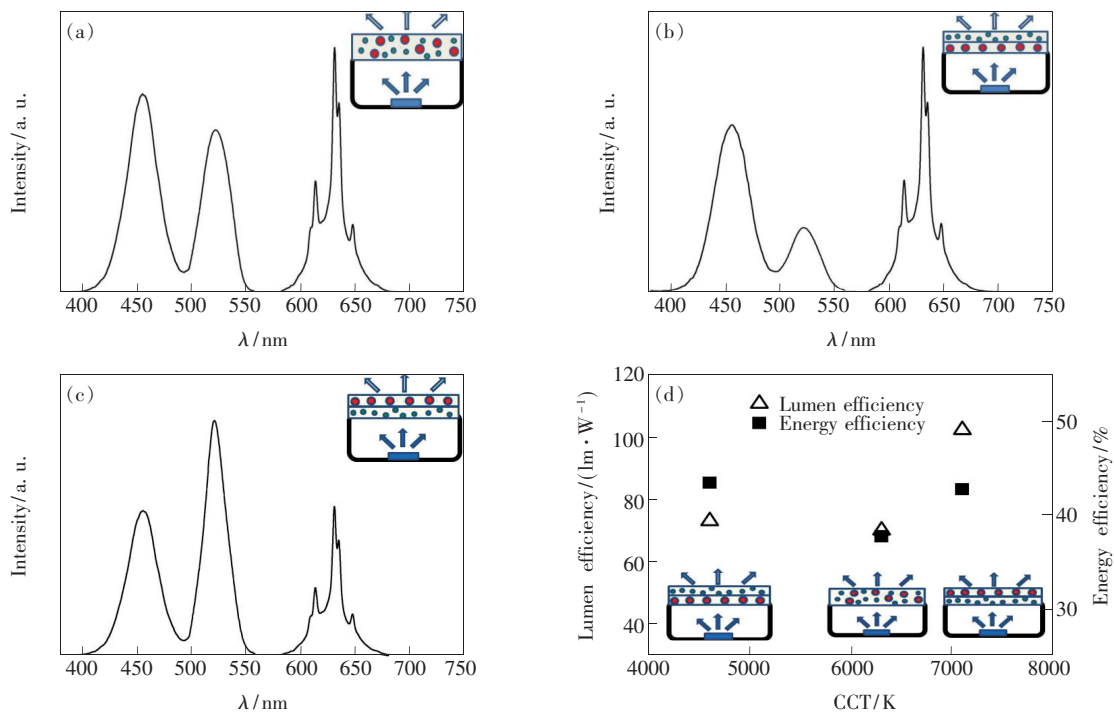 (a)
Intensity/a. u.
400 450 500 550 600 650 700 750
λ/nm
(b)
Intensity/a. u.
400 450 500 550 600 650 700 750
λ/nm
(c)
Intensity/a. u.
400 450 500 550 600 650 700 750
λ/nm
(d)
Lumen efficiency
Energy efficiency
Lumen efficiency/(lm·W⁻¹)
120
100
80
60
40
Energy efficiency/%
50
40
30
4000 5000 6000 7000 8000
CCT/K